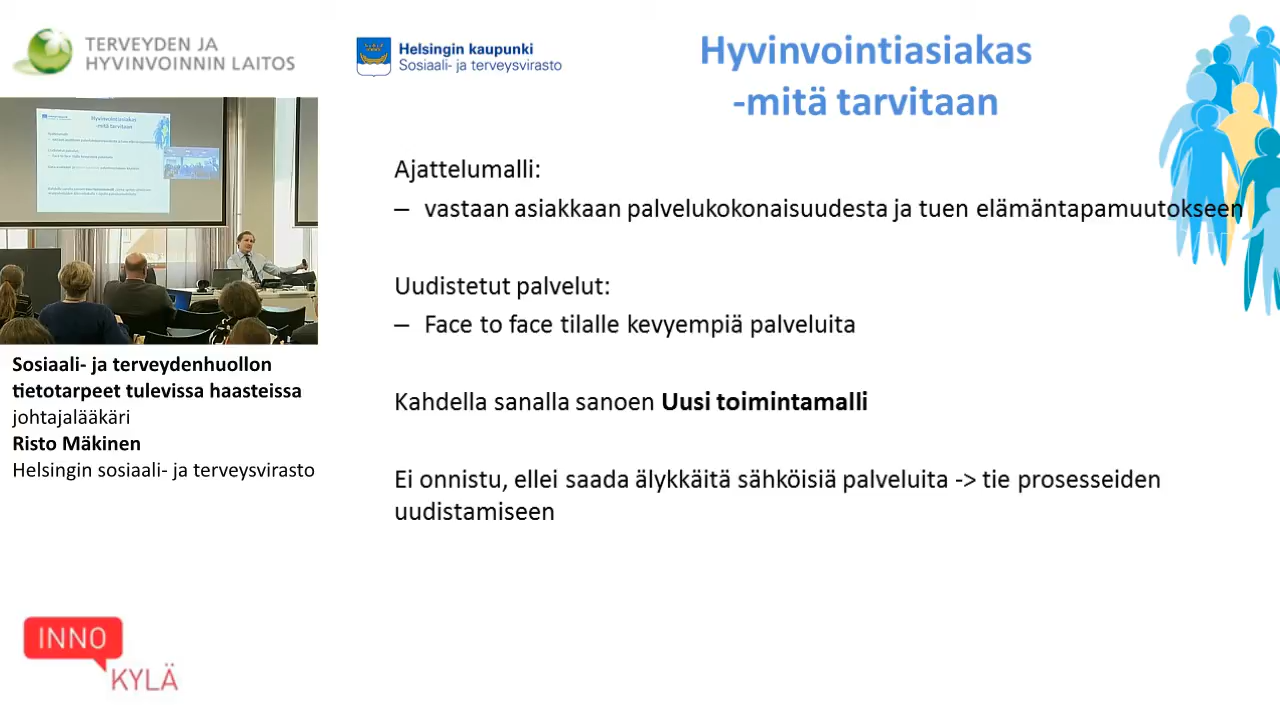 TERVEYDEN JA
HYVINVOINNIN LAITOS
Helsingin kaupunki
Sosiaali- ja terveysvirasto
Hyvinvointiasiakas
-mitä tarvitaan
Hyvinvointiasiakas
-mitä tarvitaan
Sosiaali- ja terveydenhuollon
tietotarpeet tulevissa haasteissa
johtajalääkäri
Risto Mäkinen
Helsingin sosiaali- ja terveysvirasto
Ajattelumalli:
– vastaan asiakkaan palvelukokonaisuudesta ja tuen elämäntapamuutokseen
Uudistetut palvelut:
– Face to face tilalle kevyempiä palveluita
Kahdella sanalla sanoen Uusi toimintamalli
Ei onnistu, ellei saada älykkäitä sähköisiä palveluita -> tie prosesseiden
uudistamiseen
INNO
KYLÄ